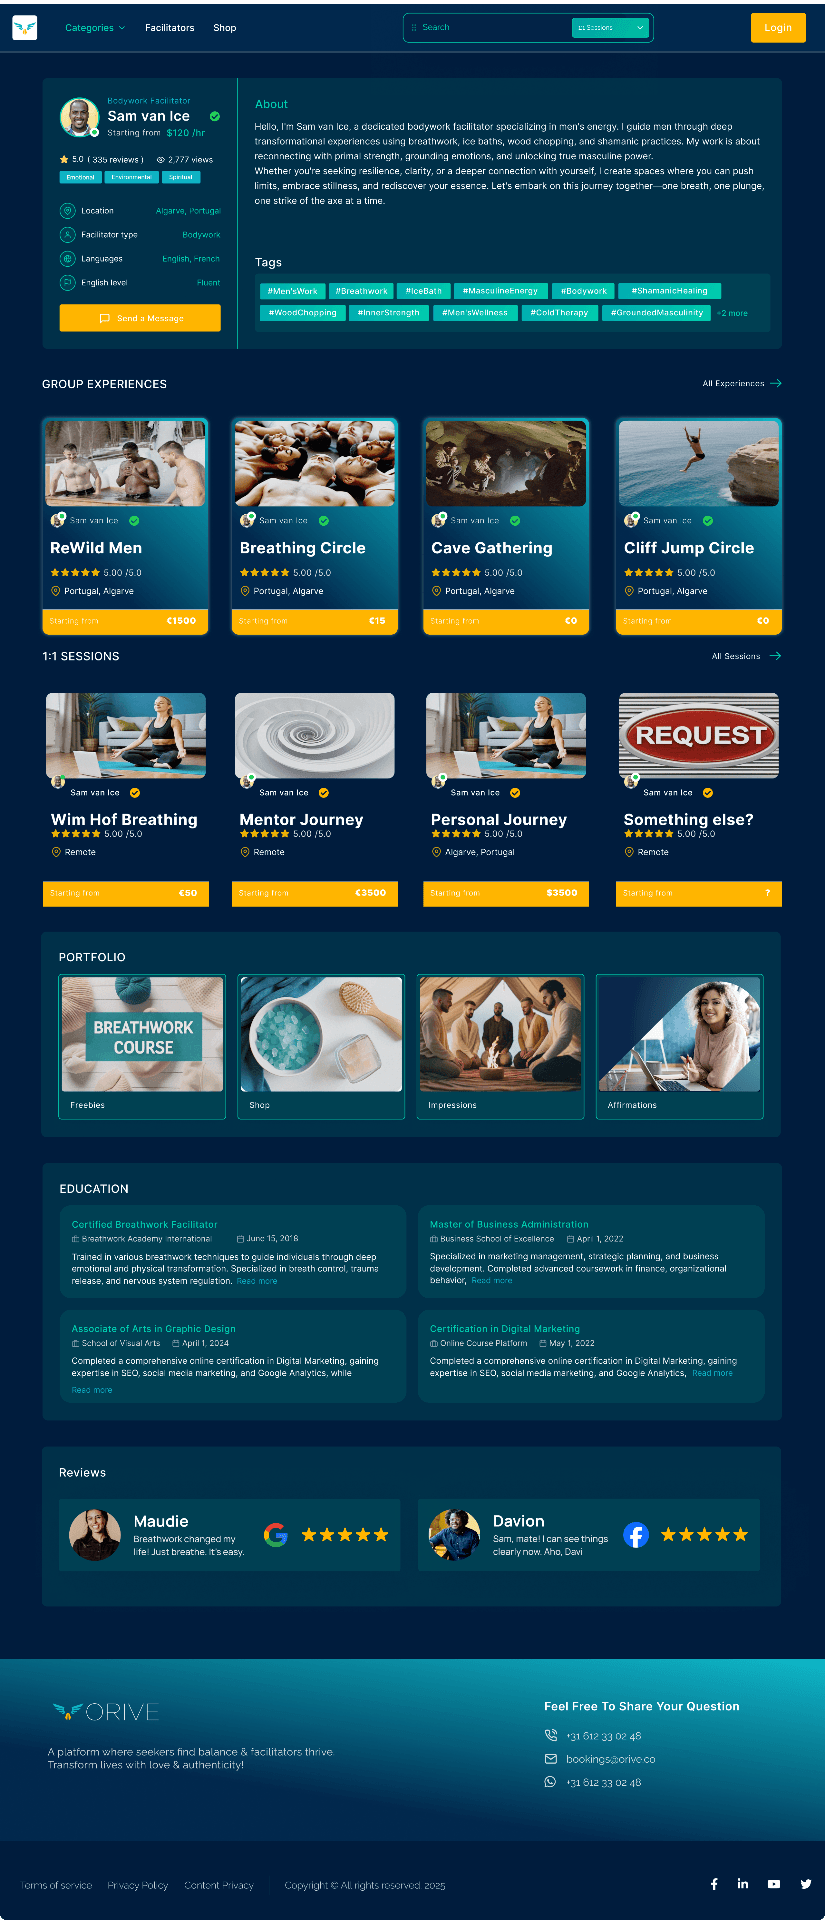 Categories
Facilitators
Shop
Search
1:1 Sessions
Login
Bodywork Facilitator
Sam van Ice
Starting from $120 /hr
5.0 ( 335 reviews )
2,777 views
Emotional
Environmental
Spiritual
Location
Algarve, Portugal
Facilitator type
Bodywork
Languages
English, French
English level
Fluent
Send a Message
About
Hello, I'm Sam van Ice, a dedicated bodywork facilitator specializing in men's energy. I guide men through deep
transformational experiences using breathwork, ice baths, wood chopping, and shamanic practices. My work is about
reconnecting with primal strength, grounding emotions, and unlocking true masculine power.
Whether you're seeking resilience, clarity, or a deeper connection with yourself, I create spaces where you can push
limits, embrace stillness, and rediscover your essence. Let's embark on this journey together—one breath, one plunge,
one strike of the axe at a time.
Tags
#Men'sWork
#Breathwork
#IceBath
#MasculineEnergy
#Bodywork
#ShamanicHealing
#WoodChopping
#InnerStrength
#Men'sWellness
#ColdTherapy
#GroundedMasculinity
+2 more
GROUP EXPERIENCES
All Experiences
Sam van Ice
ReWild Men
5.00 /5.0
Portugal, Algarve
Starting from
€1500
Sam van Ice
Breathing Circle
5.00 /5.0
Portugal, Algarve
Starting from
€15
Sam van Ice
Cave Gathering
5.00 /5.0
Portugal, Algarve
Starting from
€0
Sam van Ice
Cliff Jump Circle
5.00 /5.0
Portugal, Algarve
Starting from
€0
1:1 SESSIONS
All Sessions
Sam van Ice
Wim Hof Breathing
5.00 /5.0
Remote
Starting from
€50
Sam van Ice
Mentor Journey
5.00 /5.0
Remote
Starting from
€3500
Sam van Ice
Personal Journey
5.00 /5.0
Algarve, Portugal
Starting from
$3500
REQUEST
Sam van Ice
Something else?
5.00 /5.0
Remote
Starting from
?
PORTFOLIO
BREATHWORK
COURSE
Freebies
Shop
Impressions
Affirmations
EDUCATION
Certified Breathwork Facilitator
Breathwork Academy International
June 15, 2018
Trained in various breathwork techniques to guide individuals through deep
emotional and physical transformation. Specialized in breath control, trauma
release, and nervous system regulation. Read more
Master of Business Administration
Business School of Excellence
April 1, 2022
Specialized in marketing management, strategic planning, and business
development. Completed advanced coursework in finance, organizational
behavior, Read more
Associate of Arts in Graphic Design
School of Visual Arts
April 1, 2024
Completed a comprehensive online certification in Digital Marketing, gaining
expertise in SEO, social media marketing, and Google Analytics, while
Read more
Certification in Digital Marketing
Online Course Platform
May 1, 2022
Completed a comprehensive online certification in Digital Marketing, gaining
expertise in SEO, social media marketing, and Google Analytics, Read more
Reviews
Maudie
Breathwork changed my
life! Just breathe. It's easy.
Davion
Sam, mate! I can see things
clearly now. Aho, Davi
ORIVE
A platform where seekers find balance & facilitators thrive.
Transform lives with love & authenticity!
Feel Free To Share Your Question
+31 612 33 02 48
bookings@orive.co
+31 612 33 02 48
Terms of service
Privacy Policy
Content Privacy
Copyright © All rights reserved. 2025